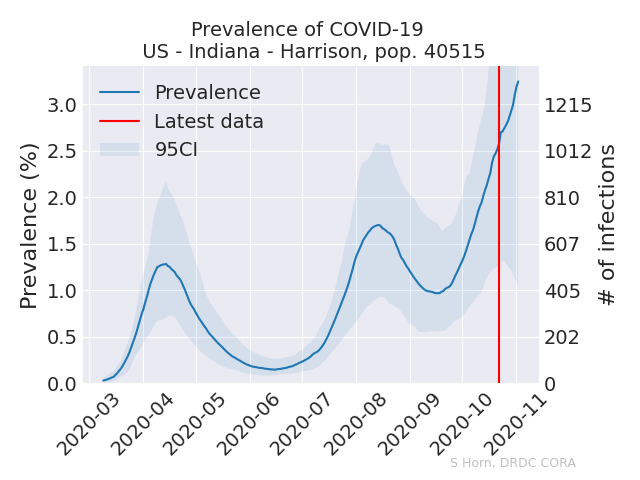 Prevalence of COVID-19
US - Indiana - Harrison, pop. 40515
Prevalence
Latest data
95CI
Prevalence (%)
3.0
2.5
2.0
1.5
1.0
0.5
0.0
1215
1012
810
607
405
202
0
# of infections
2020-03
2020-04
2020-05
2020-06
2020-07
2020-08
2020-09
2020-10
2020-11
S Horn, DRDC CORA